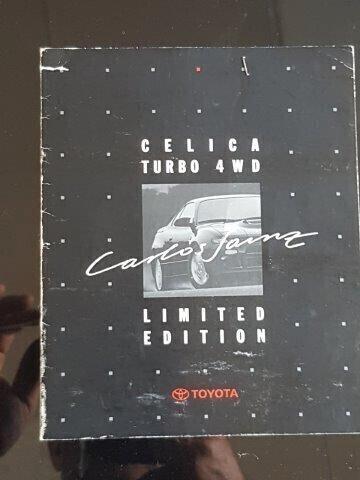 CELICA
TURBO 4WD
Carlos Sainz
LIMITED
EDITION
TOYOTA